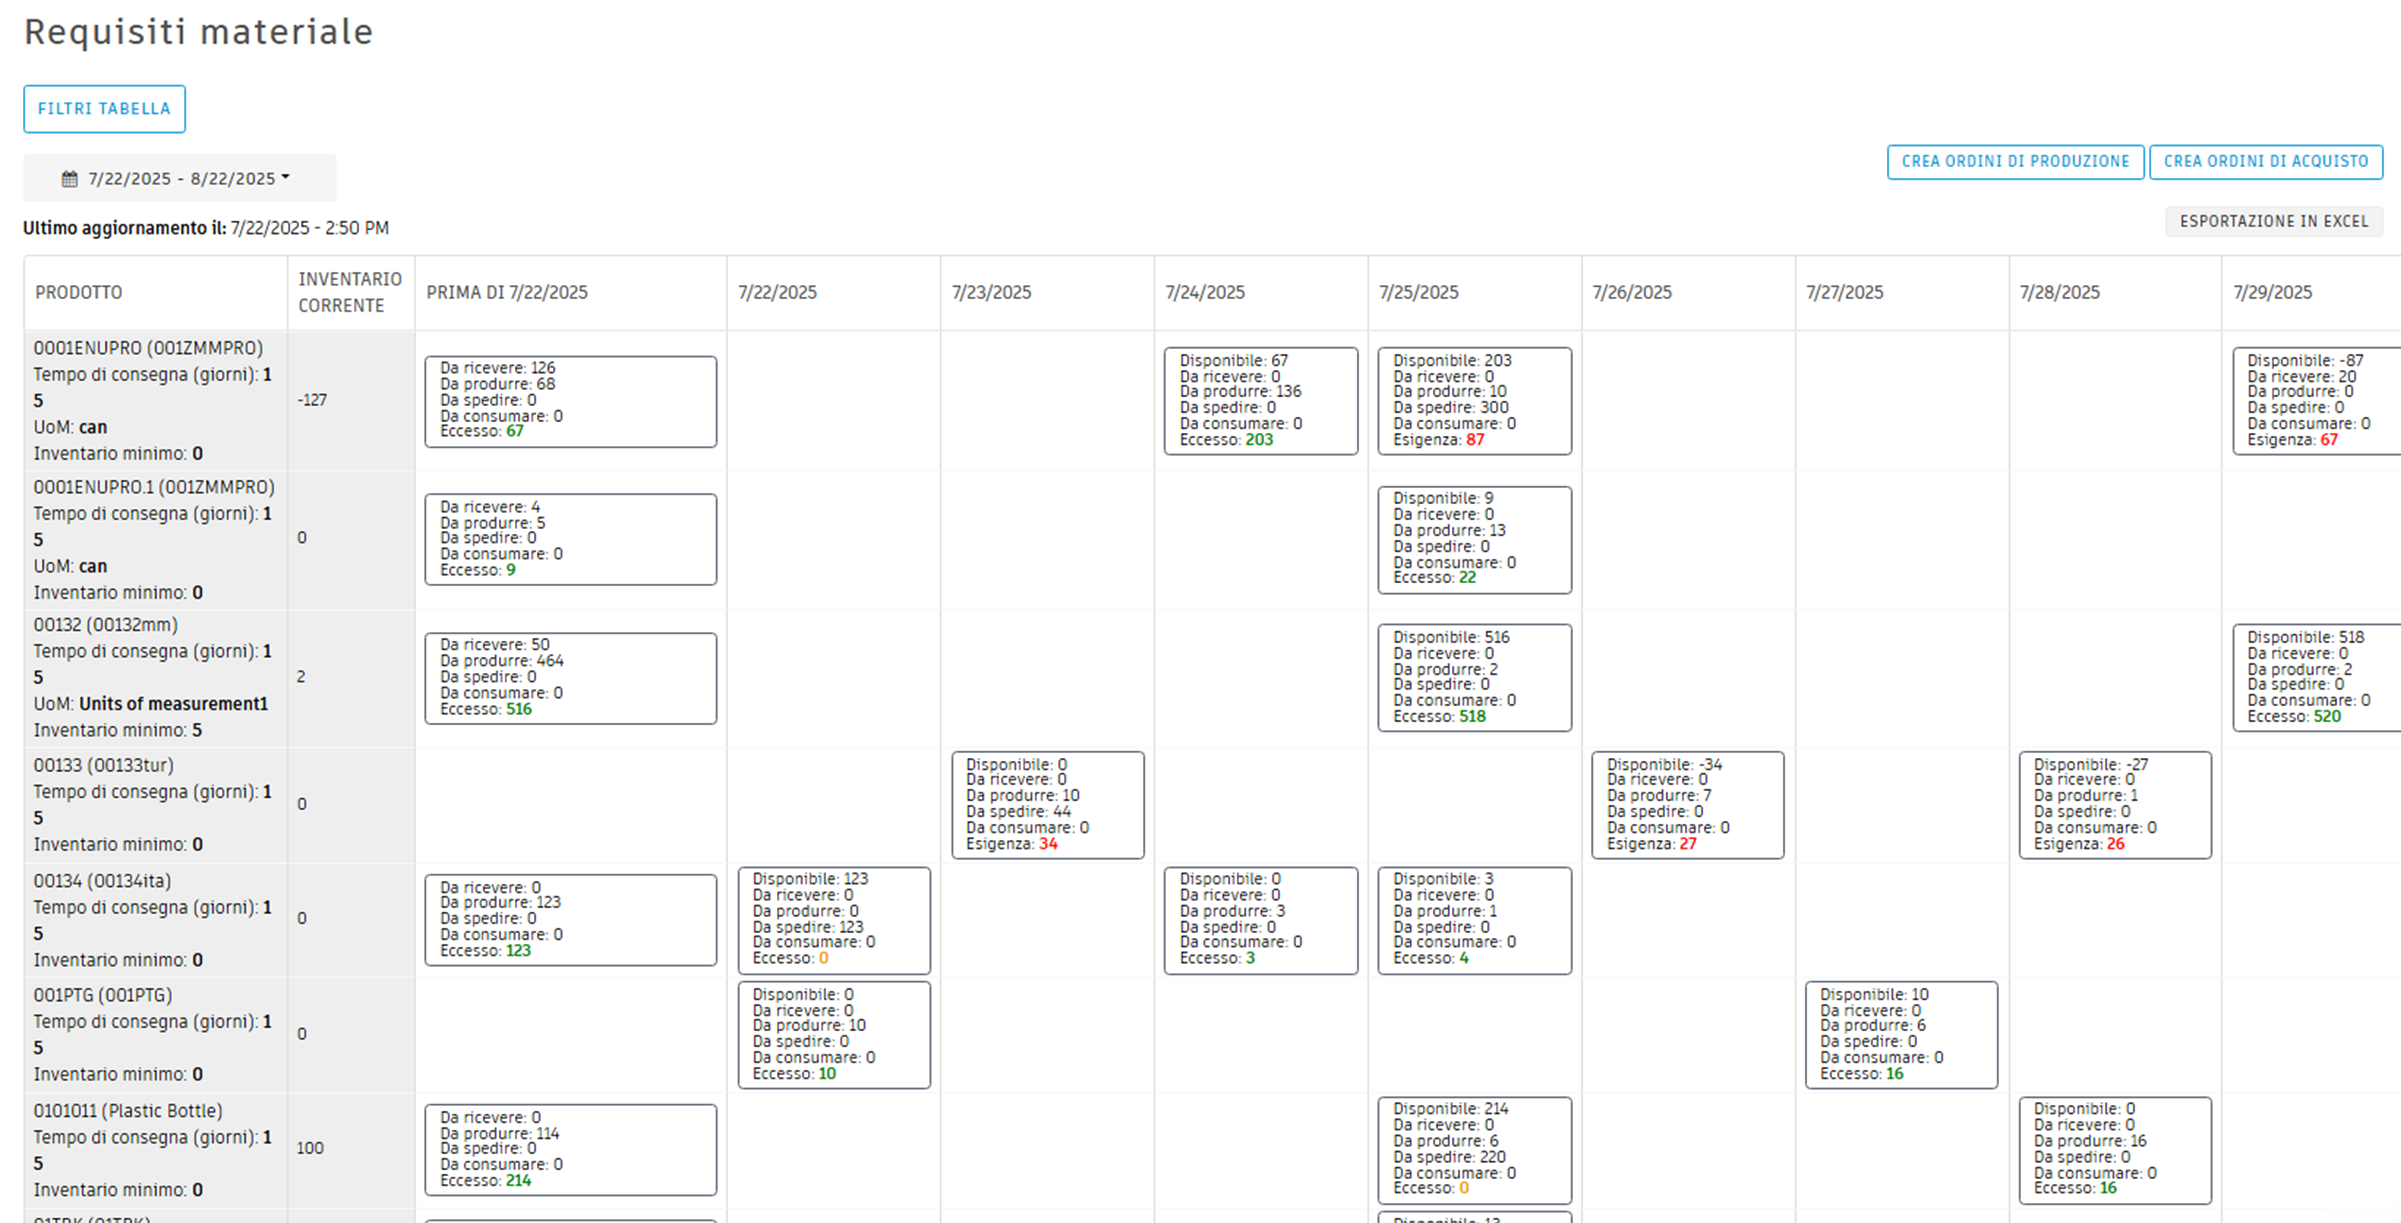 Requisiti materiale
FILTRI TABELLA
7/22/2025 - 8/22/2025
CREA ORDINI DI PRODUZIONE
CREA ORDINI DI ACQUISTO
Ultimo aggiornamento il: 7/22/2025 - 2:50 PM
ESPORTAZIONE IN EXCEL
PRODOTTO
INVENTARIO
CORRENTE
PRIMA DI 7/22/2025
7/22/2025
7/23/2025
7/24/2025
7/25/2025
7/26/2025
7/27/2025
7/28/2025
7/29/2025
0001ENUPRO (001ZMMPRO)
Tempo di consegna (giorni): 1
5
UoM: can
Inventario minimo: 0
-127
Da ricevere: 126
Da produrre: 68
Da spedire: 0
Da consumare: 0
Eccesso: 67
Disponibile: 67
Da ricevere: 0
Da produrre: 136
Da spedire: 0
Da consumare: 0
Eccesso: 203
Disponibile: 203
Da ricevere: 0
Da produrre: 10
Da spedire: 300
Da consumare: 0
Esigenza: 87
Disponibile: -87
Da ricevere: 20
Da produrre: 0
Da spedire: 0
Da consumare: 0
Esigenza: 67
0001ENUPRO.1 (001ZMMPRO)
Tempo di consegna (giorni): 1
5
UoM: can
Inventario minimo: 0
0
Da ricevere: 4
Da produrre: 5
Da spedire: 0
Da consumare: 0
Eccesso: 9
Disponibile: 9
Da ricevere: 0
Da produrre: 13
Da spedire: 0
Da consumare: 0
Eccesso: 22
00132 (00132mm)
Tempo di consegna (giorni): 1
5
UoM: Units of measurement1
Inventario minimo: 5
2
Da ricevere: 50
Da produrre: 464
Da spedire: 0
Da consumare: 0
Eccesso: 516
Disponibile: 516
Da ricevere: 0
Da produrre: 2
Da spedire: 0
Da consumare: 0
Eccesso: 518
Disponibile: 518
Da ricevere: 0
Da produrre: 2
Da spedire: 0
Da consumare: 0
Eccesso: 520
00133 (00133tur)
Tempo di consegna (giorni): 1
5
Inventario minimo: 0
0
Disponibile: 0
Da ricevere: 0
Da produrre: 10
Da spedire: 44
Da consumare: 0
Esigenza: 34
Disponibile: -34
Da ricevere: 0
Da produrre: 7
Da spedire: 0
Da consumare: 0
Esigenza: 27
Disponibile: -27
Da ricevere: 0
Da produrre: 1
Da spedire: 0
Da consumare: 0
Esigenza: 26
00134 (00134ita)
Tempo di consegna (giorni): 1
5
Inventario minimo: 0
0
Da ricevere: 0
Da produrre: 123
Da spedire: 0
Da consumare: 0
Eccesso: 123
Disponibile: 123
Da ricevere: 0
Da produrre: 0
Da spedire: 123
Da consumare: 0
Eccesso: 0
Disponibile: 0
Da ricevere: 0
Da produrre: 3
Da spedire: 0
Da consumare: 0
Eccesso: 3
Disponibile: 3
Da ricevere: 0
Da produrre: 1
Da spedire: 0
Da consumare: 0
Eccesso: 4
001PTG (001PTG)
Tempo di consegna (giorni): 1
5
Inventario minimo: 0
0
Disponibile: 0
Da ricevere: 0
Da produrre: 10
Da spedire: 0
Da consumare: 0
Eccesso: 10
Disponibile: 10
Da ricevere: 0
Da produrre: 6
Da spedire: 0
Da consumare: 0
Eccesso: 16
0101011 (Plastic Bottle)
Tempo di consegna (giorni): 1
5
Inventario minimo: 0
100
Da ricevere: 0
Da produrre: 114
Da spedire: 0
Da consumare: 0
Eccesso: 214
Disponibile: 214
Da ricevere: 0
Da produrre: 6
Da spedire: 220
Da consumare: 0
Eccesso: 0
Disponibile: 0
Da ricevere: 0
Da produrre: 16
Da spedire: 0
Da consumare: 0
Eccesso: 16